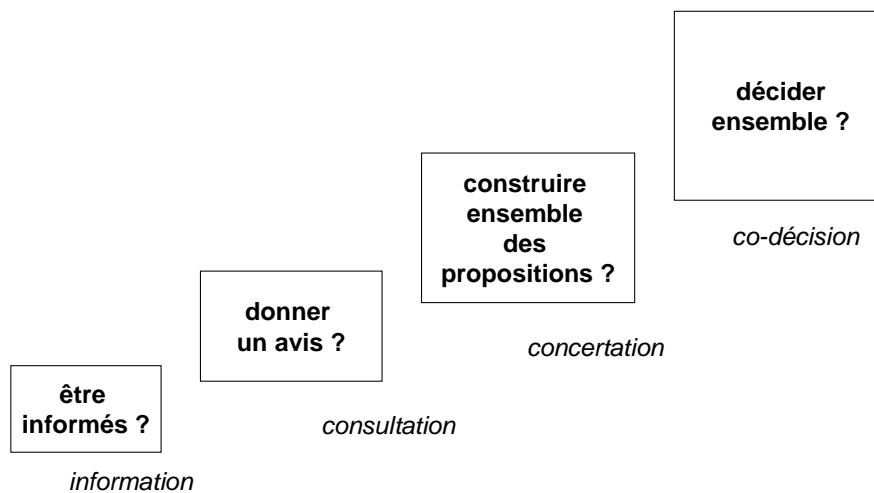 être
informés ?
information
donner
un avis ?
consultation
construire
ensemble
des
propositions ?
concertation
décider
ensemble ?
co-décision